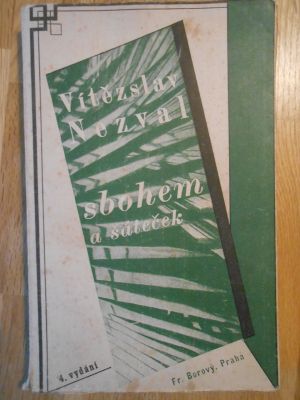 Vítězslav
Nezval
sbohem
a šáteček
4. vydání
Fr. Borový, Praha